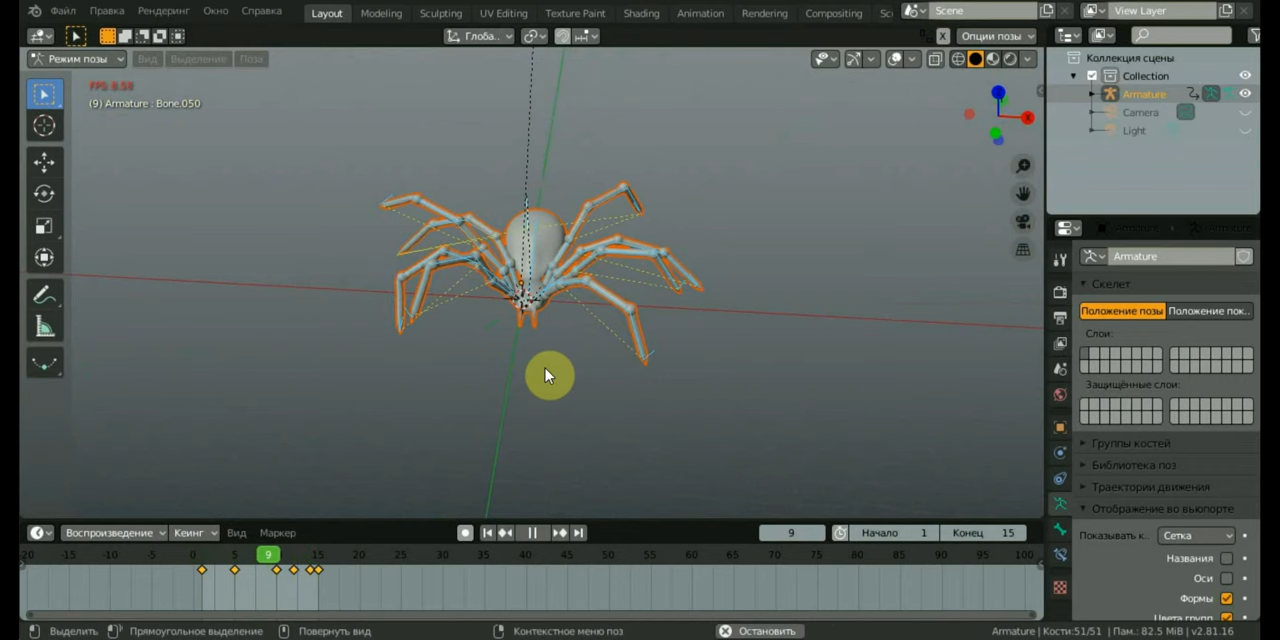 Файл Правка Рендеринг Окно Справка Layout Modeling Sculpting UV Editing Texture Paint Shading Animation Rendering Compositing Sc Scene View Layer
Глоба.. X Опции позы
Режим позы Вид Выделение Поза
FPS: 8.58
(9) Armature : Bone.050
X
Коллекция сцены
Collection
Armature
Camera
Light
Armature
Скелет
Положение позы Положение пок..
Слои:
Защищённые слои:
Группы костей
Библиотека поз
Траектории движения
Отображение во вьюпорте
Показывать к.. Сетка
Названия
Оси
Формы
Цвета групп
Воспроизведение Кеинг Вид Маркер 9 Начало 1 Конец 15
-20 -15 -10 -5 0 5 9 15 20 25 30 35 40 45 50 55 60 65 70 75 80 85 90 95 100
Выделить Прямоугольное выделение Повернуть вид Контекстное меню поз Остановить Armature | Кости:51/51 | Пам.: 82.5 MiB | v2.81.16